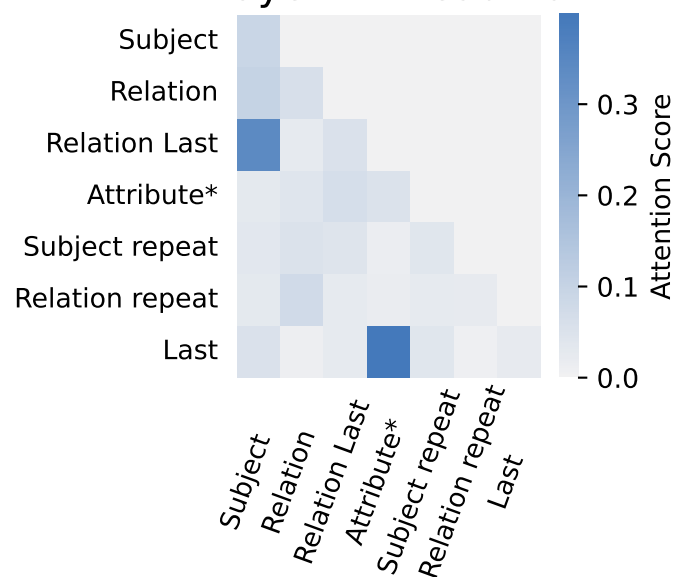 Subject
Relation
Relation Last
Attribute*
Subject repeat
Relation repeat
Last
Subject
Relation
Relation Last
Attribute*
Subject repeat
Relation repeat
Last
0.3
0.2
0.1
0.0
Attention Score